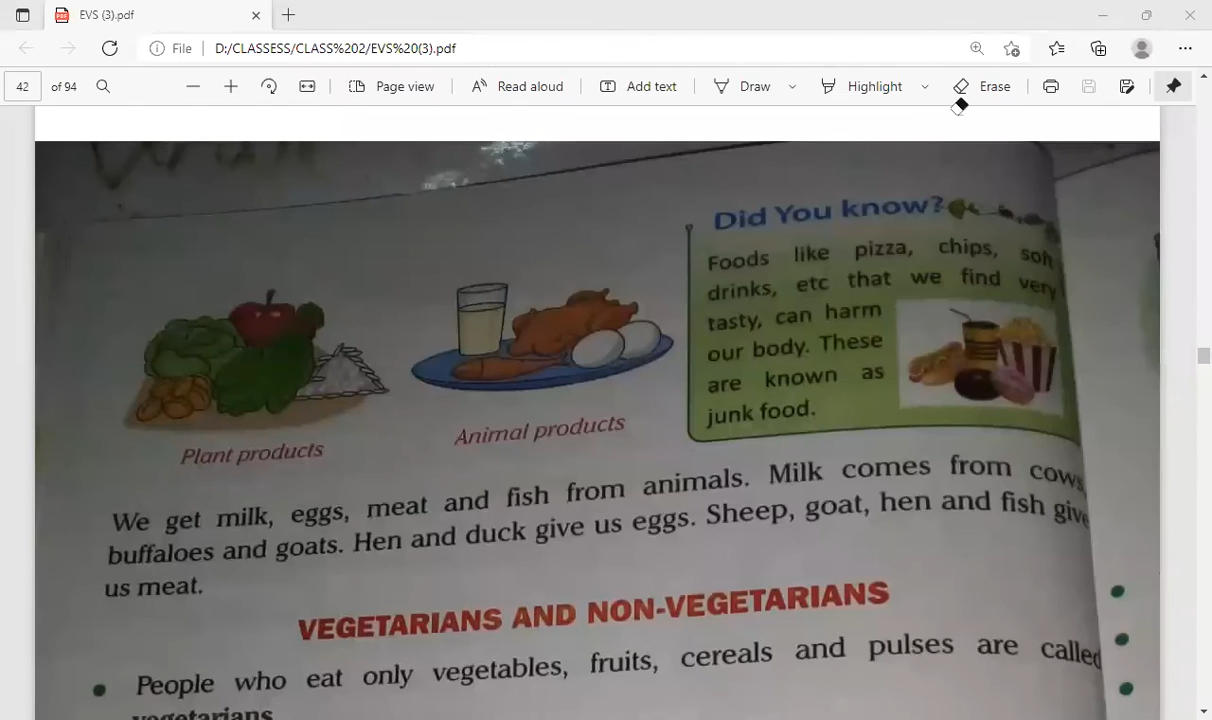 EVS (3).pdf
File
D:/CLASSESS/CLASS%202/EVS%20(3).pdf
42 of 94
Page view
Read aloud
Add text
Draw
Highlight
Erase
Did You know?
Foods like pizza, chips, soft
drinks, etc that we find very
tasty, can harm
our body. These
are known as
junk food.
Plant products
Animal products
We get milk, eggs, meat and fish from animals. Milk comes from cows,
buffaloes and goats. Hen and duck give us eggs. Sheep, goat, hen and fish give
us meat.
VEGETARIANS AND NON-VEGETARIANS
• People who eat only vegetables, fruits, cereals and pulses are called
vegetarians